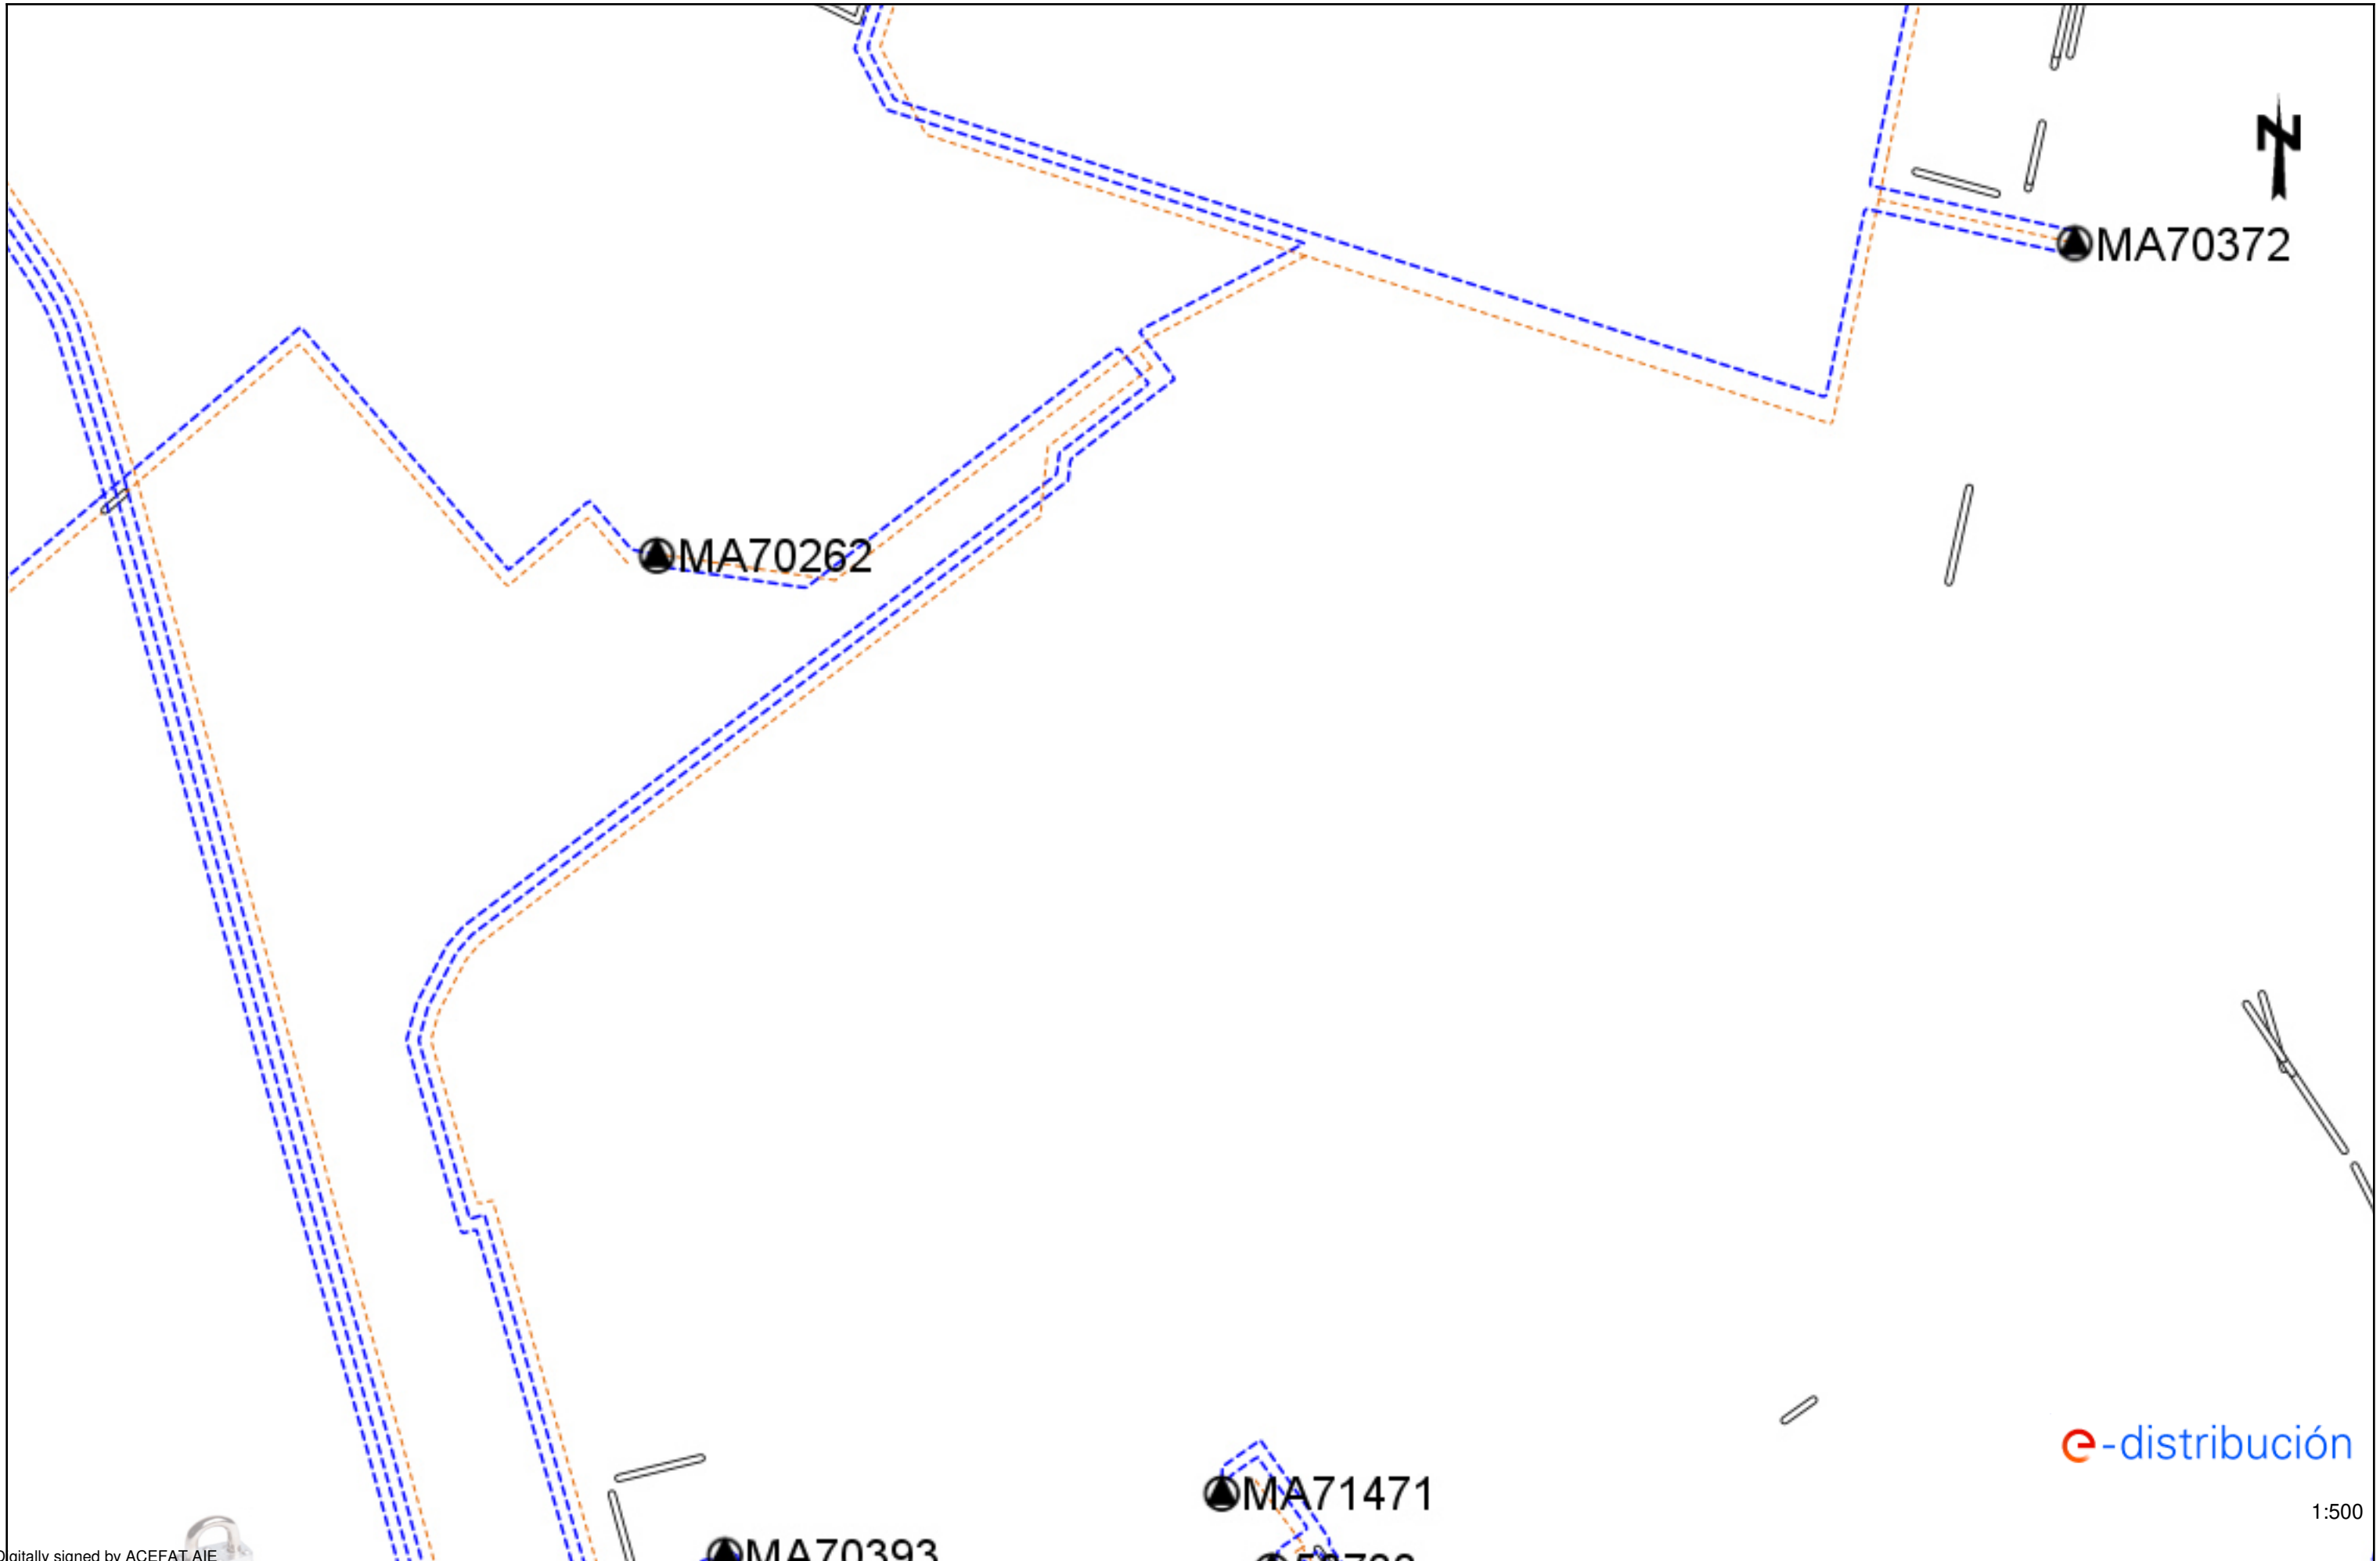 N
MA70372
MA70262
e-distribución
MA71471
1:500
MA70393
Digitally signed by ACEFAT AIE